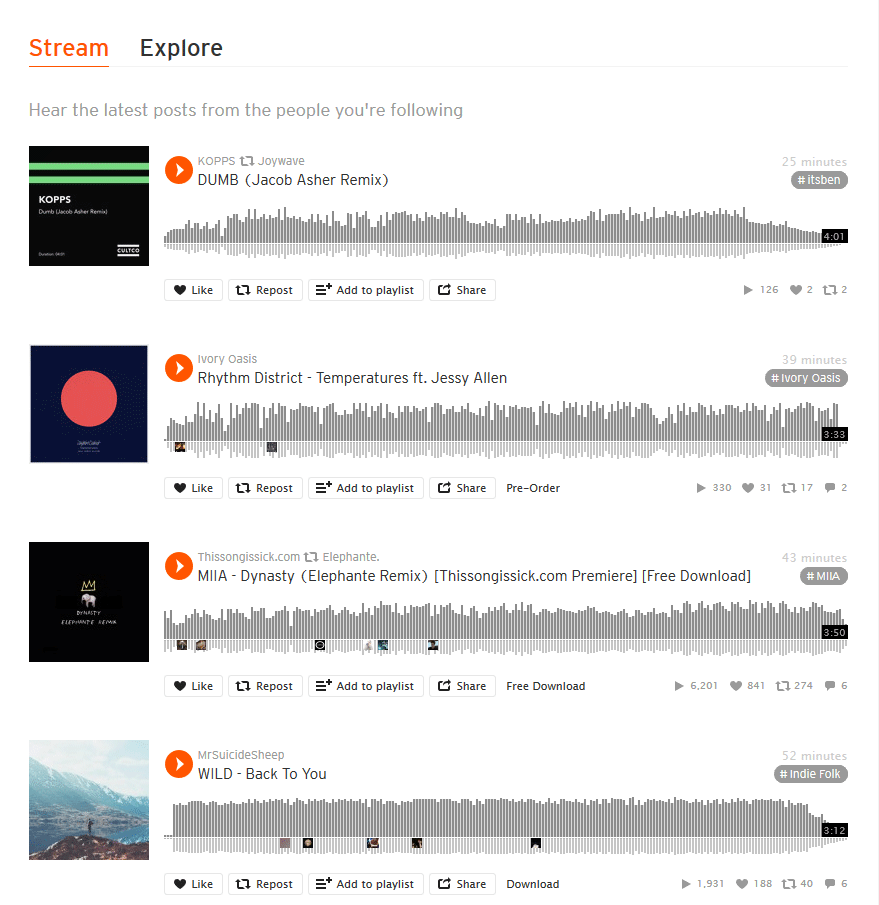 Stream Explore
Hear the latest posts from the people you're following
KOPPS Joywave 25 minutes
DUMB (Jacob Asher Remix) # itsben
KOPPS
Dumb (Jacob Asher Remix)
Duration: 04:01 CULTCO
4:01
Like Repost Add to playlist Share 126 2 2
Ivory Oasis 39 minutes
Rhythm District - Temperatures ft. Jessy Allen # Ivory Oasis
3:33
Like Repost Add to playlist Share Pre-Order 330 31 17 2
Thissongissick.com Elephante. 43 minutes
MIIA - Dynasty (Elephante Remix) [Thissongissick.com Premiere] [Free Download] # MIIA
DYNASTY
ELEPHANTE REMIX
3:50
Like Repost Add to playlist Share Free Download 6,201 841 274 6
MrSuicideSheep 52 minutes
WILD - Back To You # Indie Folk
3:12
Like Repost Add to playlist Share Download 1,931 188 40 6